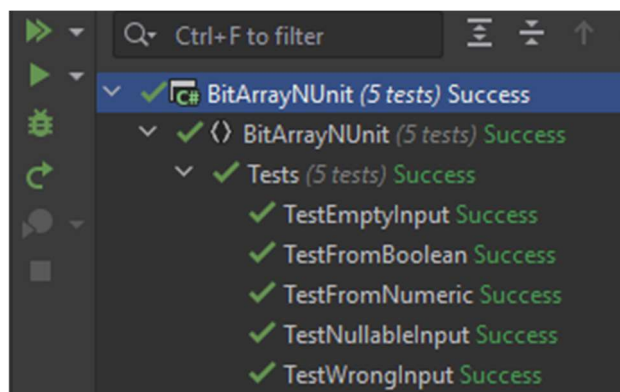 Ctrl+F to filter
C# BitArrayNUnit (5 tests) Success
BitArrayNUnit (5 tests) Success
Tests (5 tests) Success
TestEmptyInput Success
TestFromBoolean Success
TestFromNumeric Success
TestNullableInput Success
TestWrongInput Success